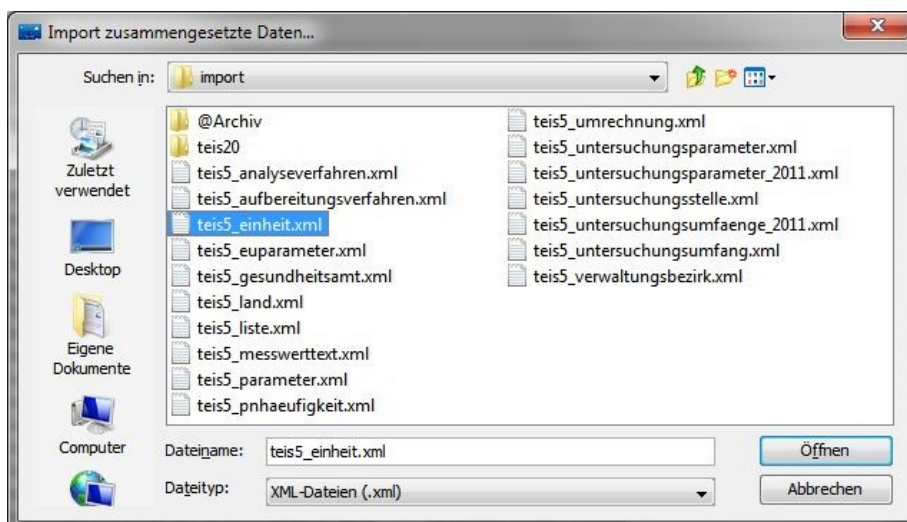 Import zusammengesetzte Daten...
Suchen in:
import
Zuletzt
verwendet
Desktop
Eigene
Dokumente
Computer
@Archiv
teis20
teis5_analyseverfahren.xml
teis5_aufbereitungsverfahren.xml
teis5_einheit.xml
teis5_euparameter.xml
teis5_gesundheitsamt.xml
teis5_land.xml
teis5_liste.xml
teis5_messwerttext.xml
teis5_parameter.xml
teis5_pnhaeufigkeit.xml
teis5_umrechnung.xml
teis5_untersuchungsparameter.xml
teis5_untersuchungsparameter_2011.xml
teis5_untersuchungsstelle.xml
teis5_untersuchungsumfaenge_2011.xml
teis5_untersuchungsumfang.xml
teis5_verwaltungsbezirk.xml
Dateiname:
teis5_einheit.xml
Öffnen
Dateityp:
XML-Dateien (.xml)
Abbrechen